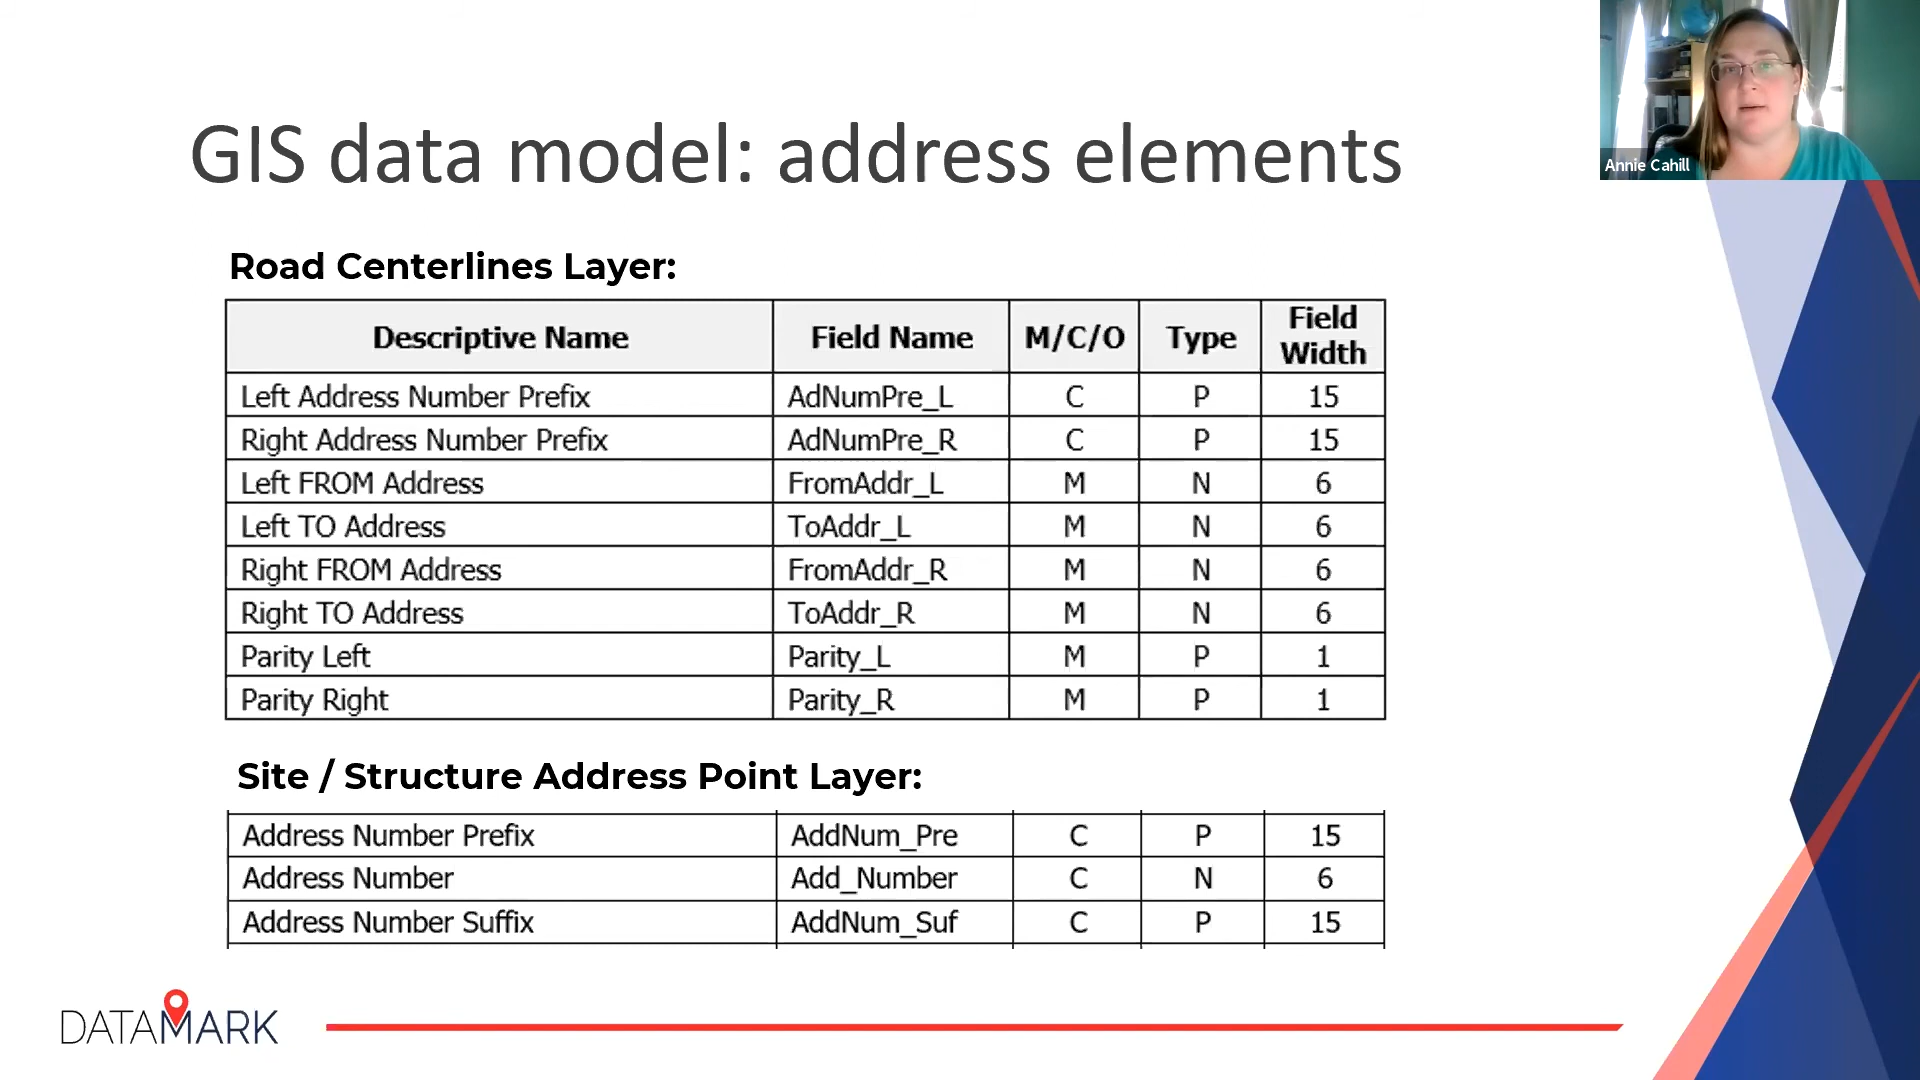 Annie Cahill
GIS data model: address elements
Road Centerlines Layer:
Descriptive Name Field Name M/C/O Type Field Width
Left Address Number Prefix AdNumPre_L C P 15
Right Address Number Prefix AdNumPre_R C P 15
Left FROM Address FromAddr_L M N 6
Left TO Address ToAddr_L M N 6
Right FROM Address FromAddr_R M N 6
Right TO Address ToAddr_R M N 6
Parity Left Parity_L M P 1
Parity Right Parity_R M P 1
Site / Structure Address Point Layer:
Address Number Prefix AddNum_Pre C P 15
Address Number Add_Number C N 6
Address Number Suffix AddNum_Suf C P 15
DATAMARK